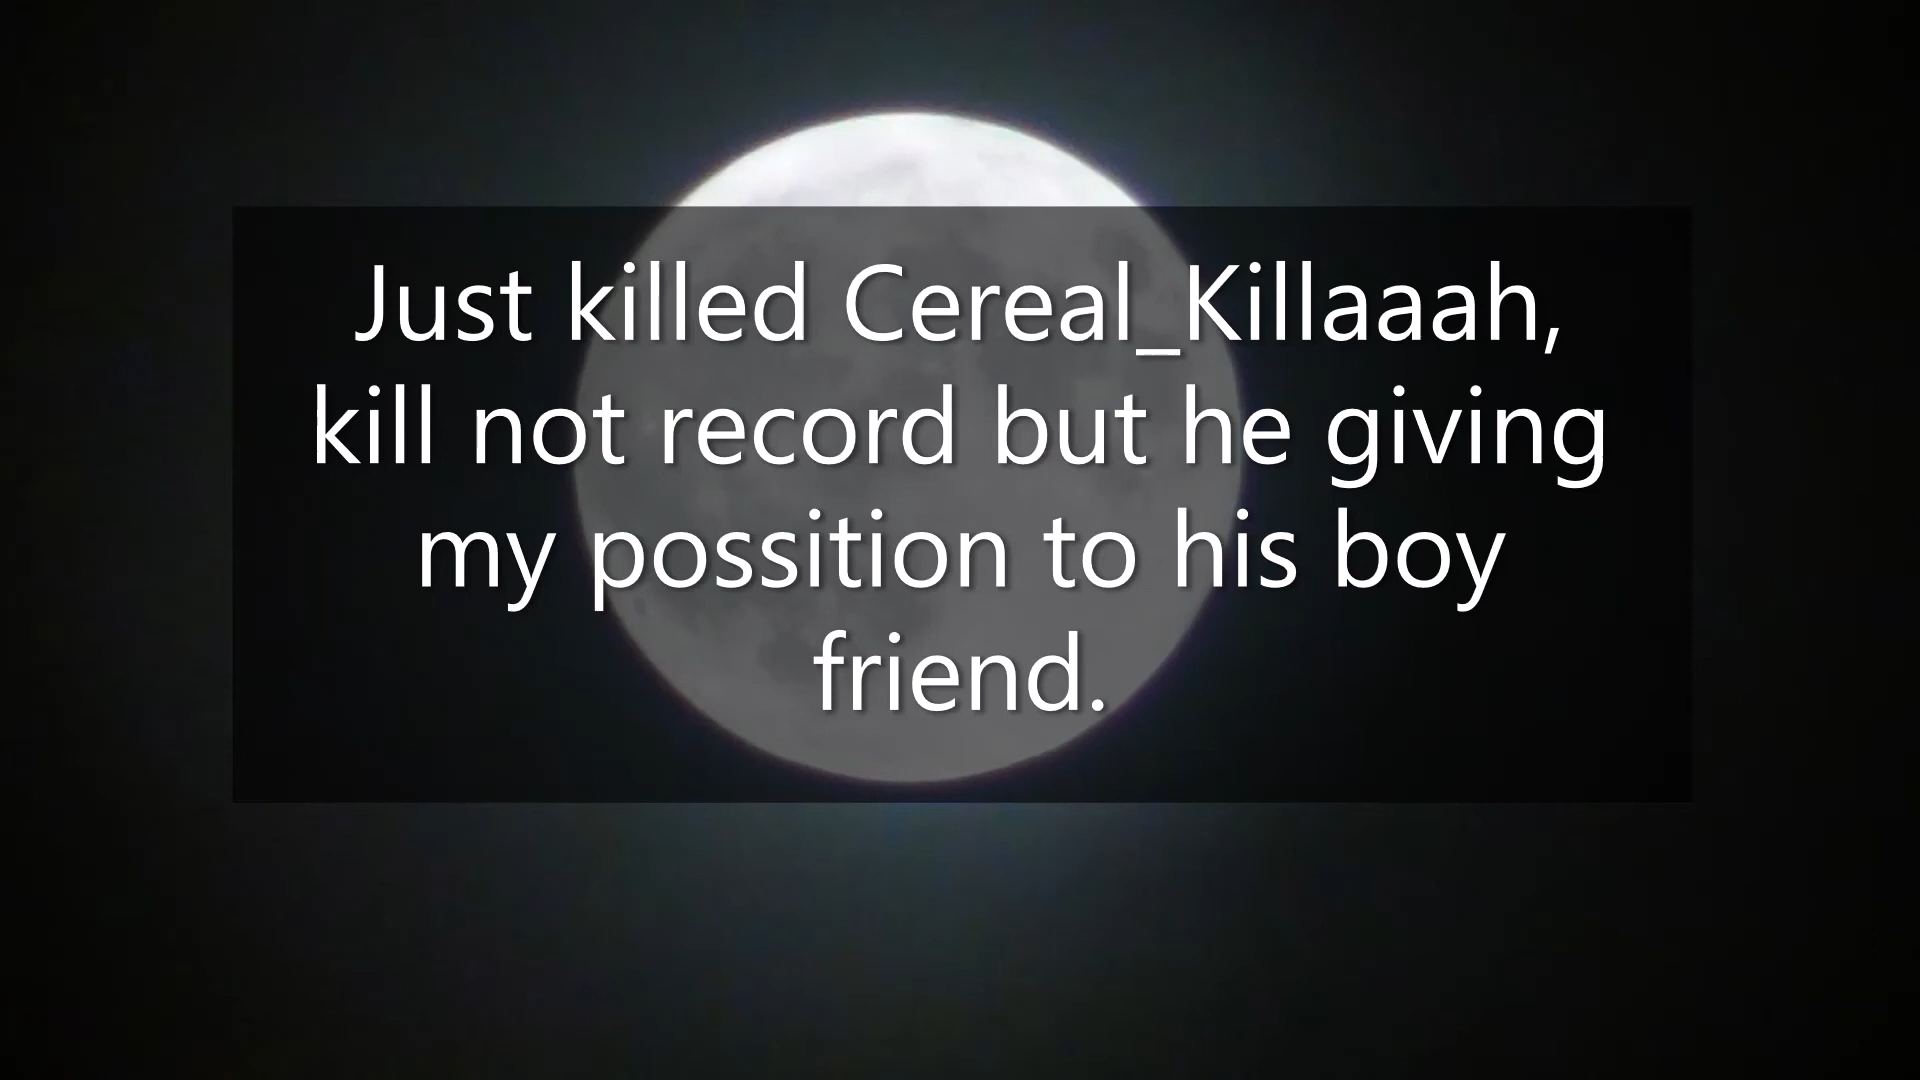 Just killed Cereal_Killaaah,
kill not record but he giving
my possition to his boy
friend.